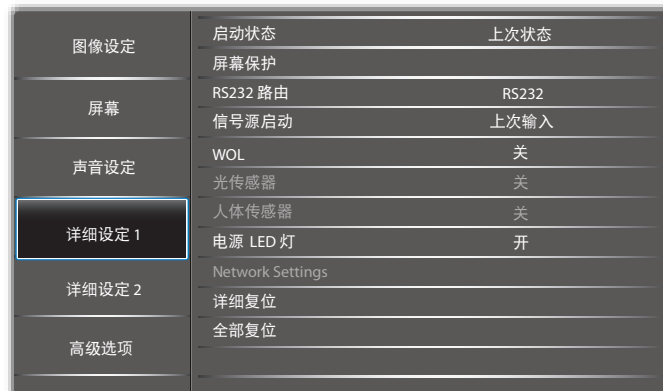 图像设定
屏幕
声音设定
详细设定 1
详细设定 2
高级选项
启动状态 上次状态
屏幕保护
RS232 路由 RS232
信号源启动 上次输入
WOL 关
光传感器 关
人体传感器 关
电源 LED 灯 开
Network Settings
详细复位
全部复位